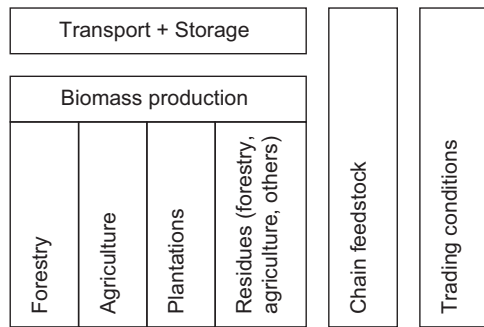 Transport + Storage
Biomass production
Forestry
Agriculture
Plantations
Residues (forestry,
agriculture, others)
Chain feedstock
Trading conditions